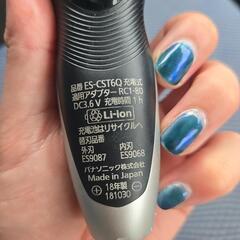 品番 ES-CST6Q 充電式
適用アダプター RC1-80
DC3.6V 充電時間 1h
Li-ion
充電池はリサイクルへ
替刃品番
外刃 内刃
ES9087 ES9068
パナソニック株式会社
Made in Japan
18年製
181030